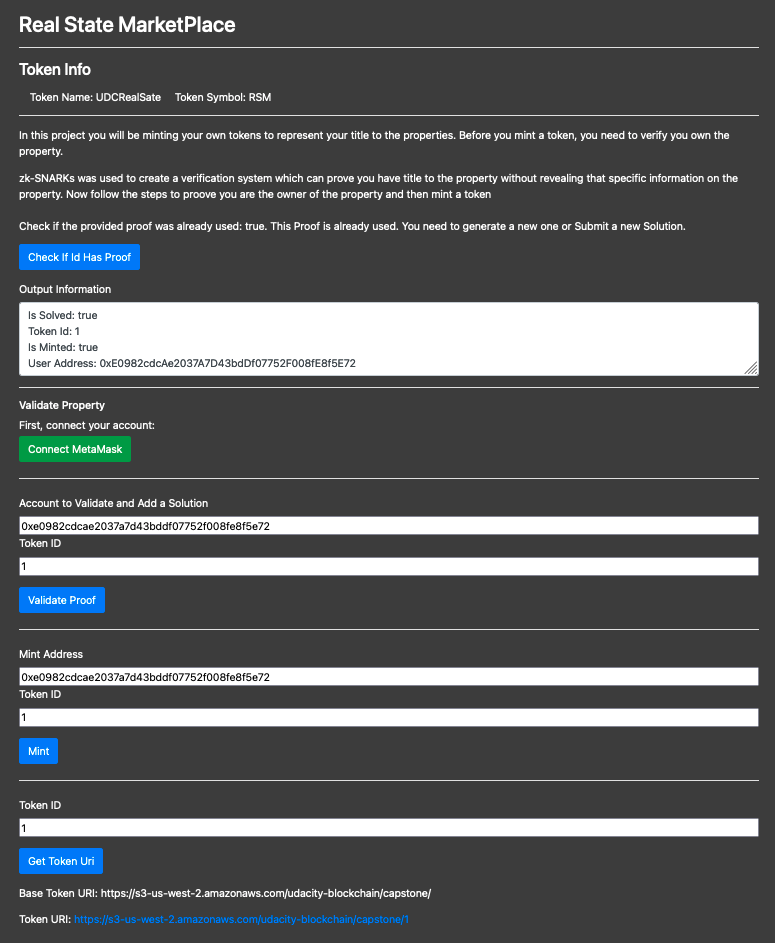 Real State MarketPlace
Token Info
Token Name: UDCRealSate Token Symbol: RSM
In this project you will be minting your own tokens to represent your title to the properties. Before you mint a token, you need to verify you own the
property.
zk-SNARKs was used to create a verification system which can prove you have title to the property without revealing that specific information on the
property. Now follow the steps to proove you are the owner of the property and then mint a token
Check if the provided proof was already used: true. This Proof is already used. You need to generate a new one or Submit a new Solution.
Check If Id Has Proof
Output Information
Is Solved: true
Token Id: 1
Is Minted: true
User Address: 0xE0982cdcAe2037A7D43bdDf07752F008fE8f5E72
Validate Property
First, connect your account:
Connect MetaMask
Account to Validate and Add a Solution
0xe0982cdcae2037a7d43bddf07752f008fe8f5e72
Token ID
1
Validate Proof
Mint Address
0xe0982cdcae2037a7d43bddf07752f008fe8f5e72
Token ID
1
Mint
Token ID
1
Get Token Uri
Base Token URI: https://s3-us-west-2.amazonaws.com/udacity-blockchain/capstone/
Token URI: https://s3-us-west-2.amazonaws.com/udacity-blockchain/capstone/1